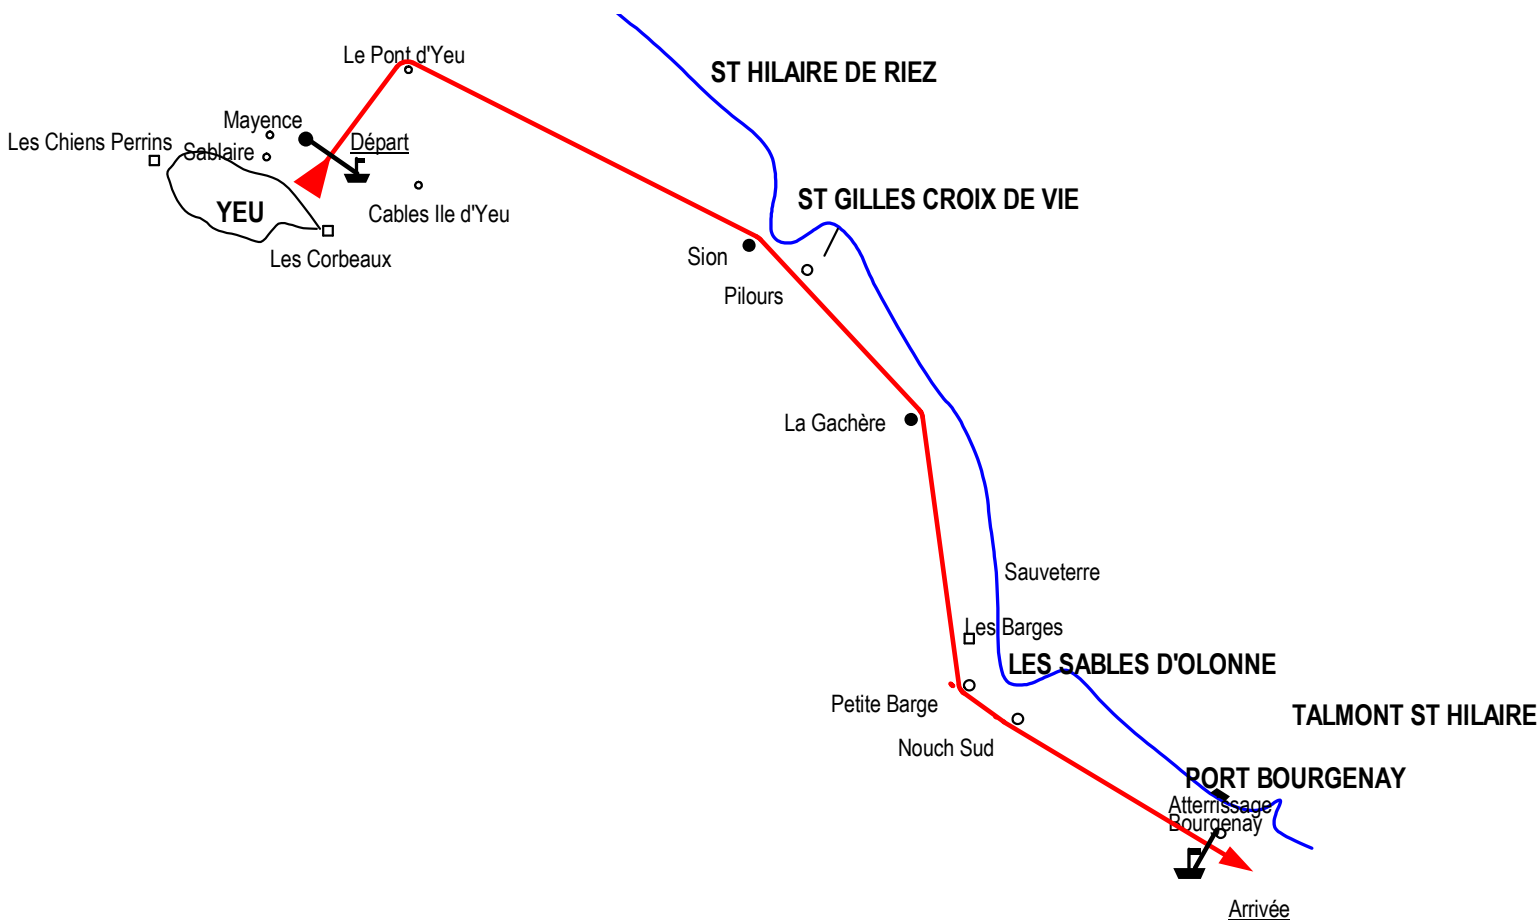 Le Pont d'Yeu
ST HILAIRE DE RIEZ
Mayence
Les Chiens Perrins
Sablaire
Départ
YEU
Cables Ile d'Yeu
ST GILLES CROIX DE VIE
Les Corbeaux
Sion
Pilours
La Gachère
Sauveterre
Les Barges
LES SABLES D'OLONNE
Petite Barge
TALMONT ST HILAIRE
Nouch Sud
PORT BOURGENAY
Atterrissage
Bourgenay
Arrivée